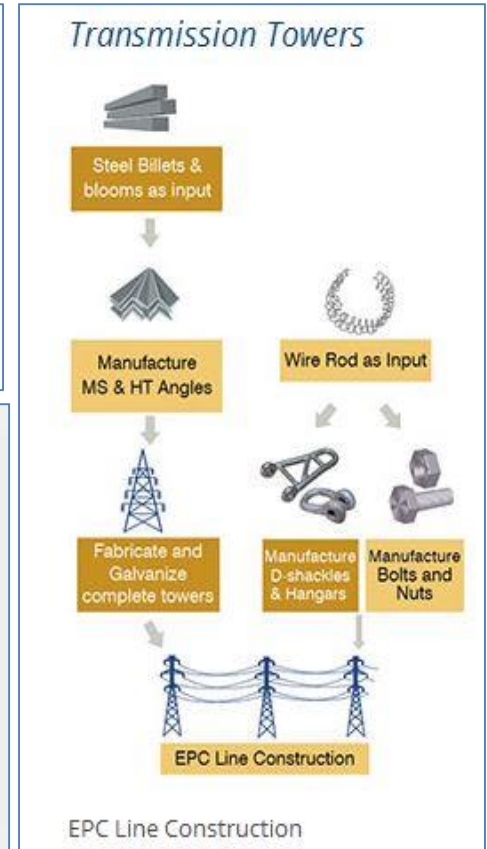 Transmission Towers
Steel Billets &
blooms as input
Manufacture
MS & HT Angles
Wire Rod as Input
Fabricate and
Galvanize
complete towers
Manufacture
D-shackles
& Hangars
Manufacture
Bolts and
Nuts
EPC Line Construction
EPC Line Construction